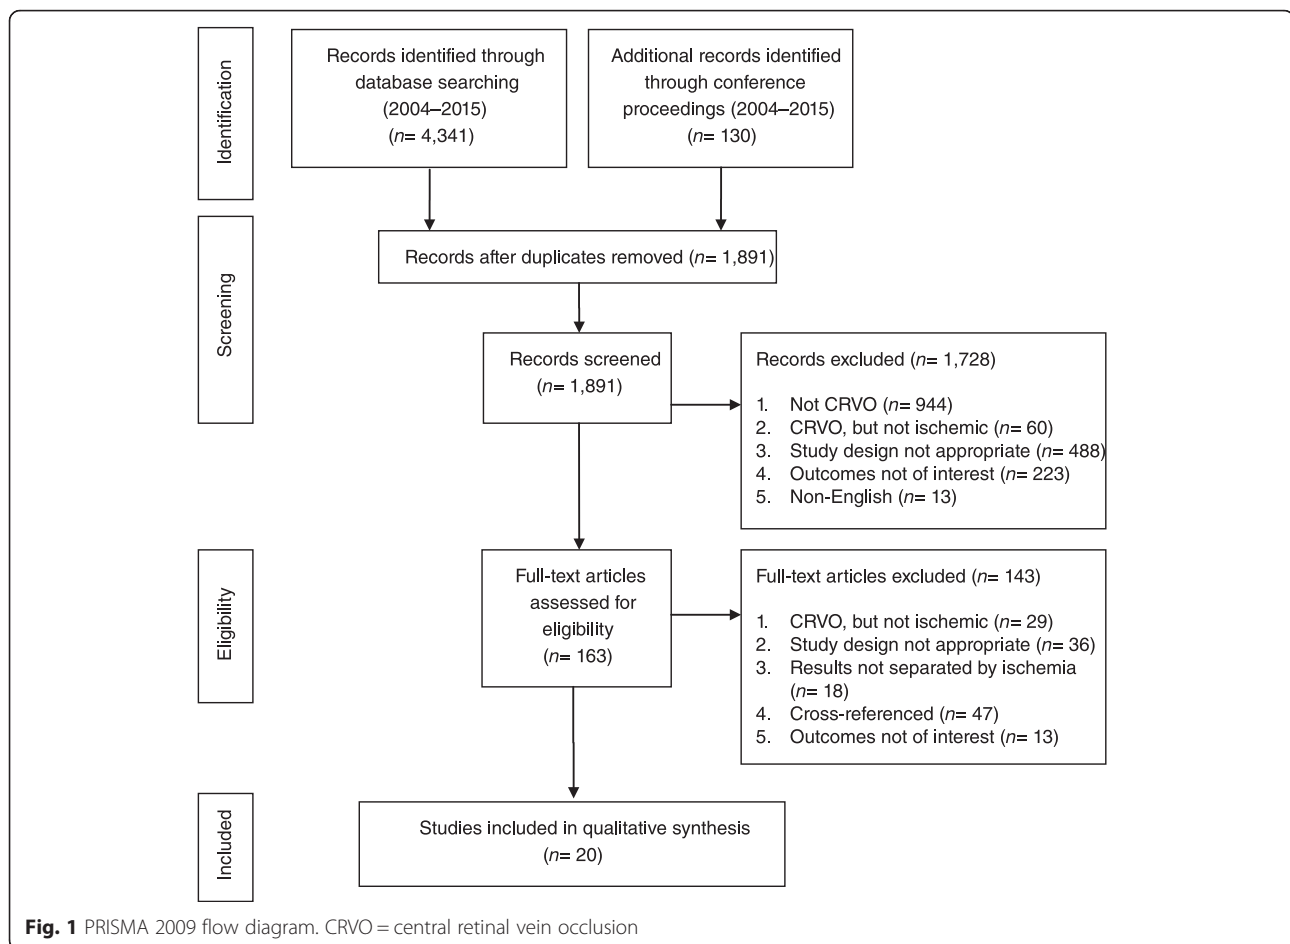 Identification
Records identified through
database searching
(2004–2015)
(n= 4,341)
Additional records identified
through conference
proceedings (2004–2015)
(n= 130)
Screening
Records after duplicates removed (n= 1,891)
Records screened
(n= 1,891)
Records excluded (n= 1,728)
1. Not CRVO (n= 944)
2. CRVO, but not ischemic (n= 60)
3. Study design not appropriate (n= 488)
4. Outcomes not of interest (n= 223)
5. Non-English (n= 13)
Eligibility
Full-text articles
assessed for
eligibility
(n= 163)
Full-text articles excluded (n= 143)
1. CRVO, but not ischemic (n= 29)
2. Study design not appropriate (n= 36)
3. Results not separated by ischemia
(n= 18)
4. Cross-referenced (n= 47)
5. Outcomes not of interest (n= 13)
Included
Studies included in qualitative synthesis
(n= 20)
Fig. 1 PRISMA 2009 flow diagram. CRVO = central retinal vein occlusion